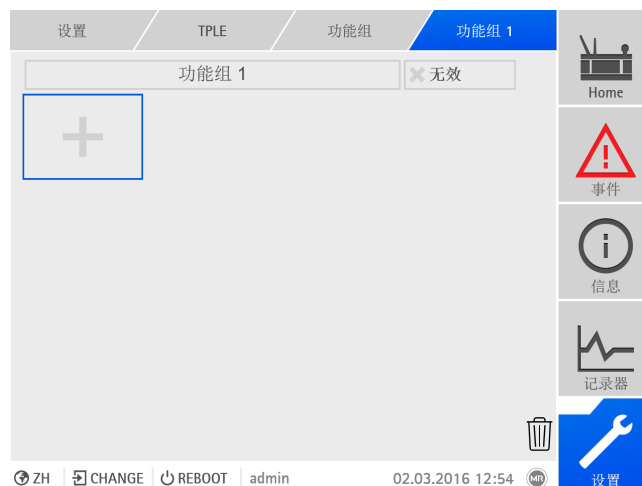 设置 TPLE 功能组 功能组 1
功能组 1 无效
Home
事件
信息
记录器
设置
ZH CHANGE REBOOT admin 02.03.2016 12:54 MR